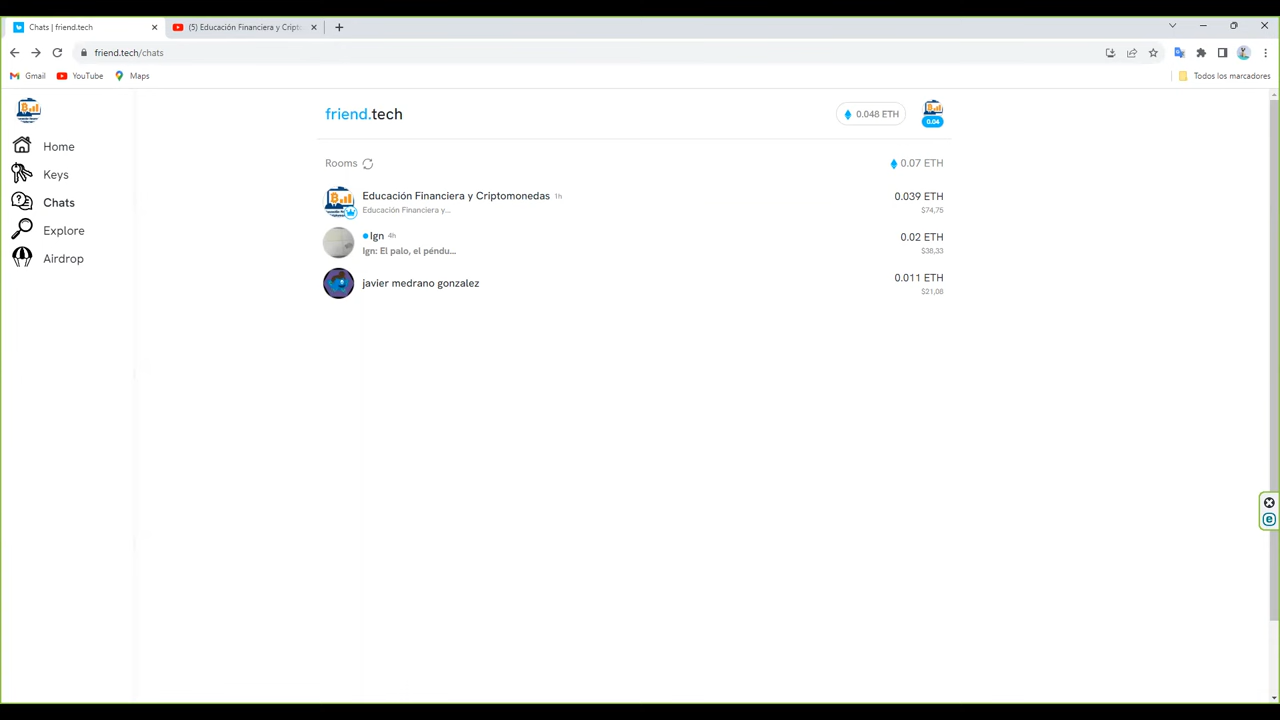 Chats | friend.tech
(5) Educación Financiera y Cripto
friend.tech/chats
Gmail
YouTube
Maps
Todos los marcadores
friend.tech
0.048 ETH
0.04
Home
Keys
Chats
Explore
Airdrop
Rooms
0.07 ETH
Educación Financiera y Criptomonedas 1h
0.039 ETH
Educación Financiera y...
$74,75
Ign 4h
0.02 ETH
Ign: El palo, el péndu...
$38,33
javier medrano gonzalez
0.011 ETH
$21,08